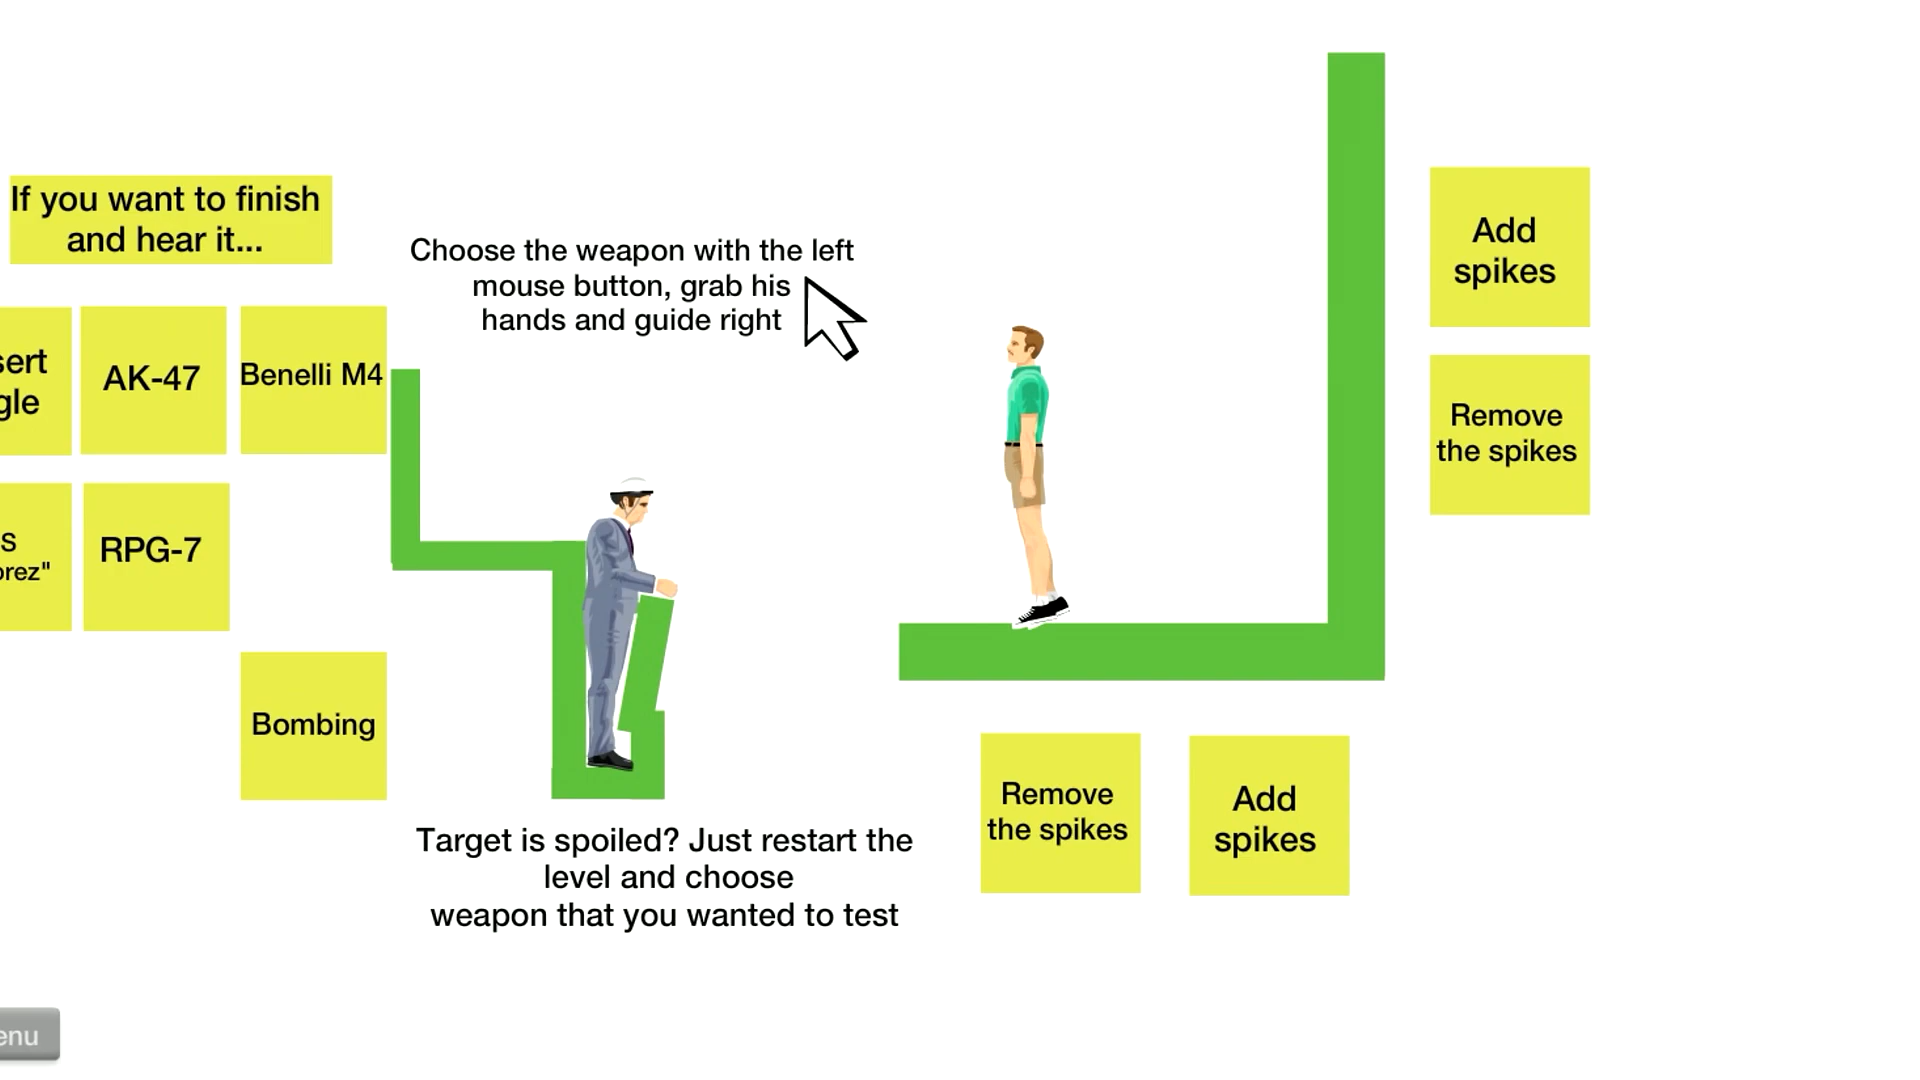 If you want to finish
and hear it...
Choose the weapon with the left
mouse button, grab his
hands and guide right
sert
gle
AK-47
Benelli M4
s
orez"
RPG-7
Bombing
Add
spikes
Remove
the spikes
Remove
the spikes
Add
spikes
Target is spoiled? Just restart the
level and choose
weapon that you wanted to test
enu